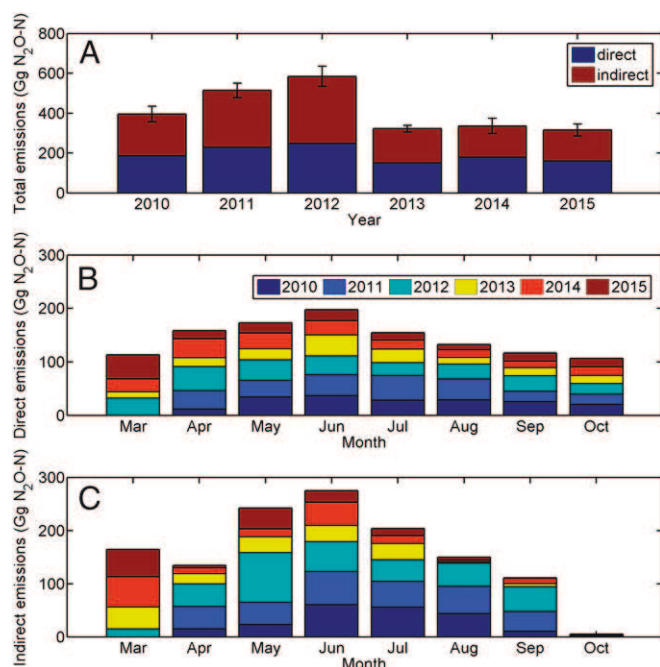 A
Total emissions (Gg N2O-N)
800
600
400
200
0
direct
indirect
2010 2011 2012 2013 2014 2015
Year
B
Direct emissions (Gg N2O-N)
300
200
100
0
2010 2011 2012 2013 2014 2015
Mar Apr May Jun Jul Aug Sep Oct
Month
C
Indirect emissions (Gg N2O-N)
300
200
100
0
Mar Apr May Jun Jul Aug Sep Oct
Month